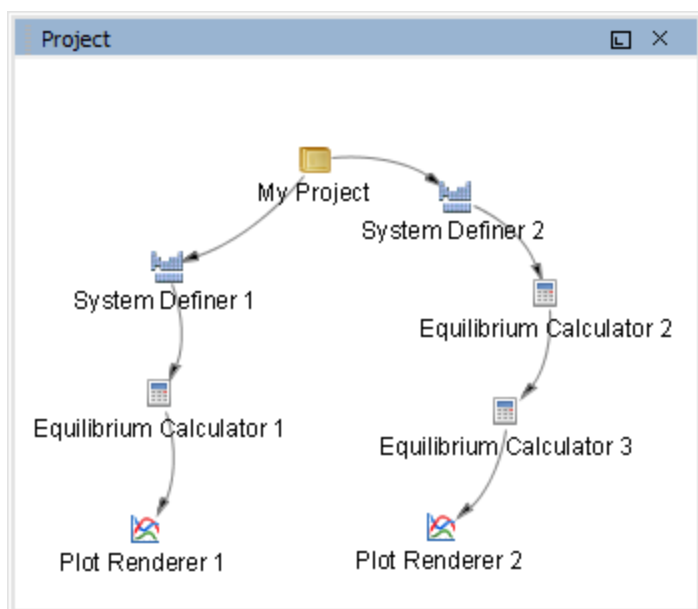 Project
My Project
System Definer 2
System Definer 1
Equilibrium Calculator 2
Equilibrium Calculator 1
Equilibrium Calculator 3
Plot Renderer 1
Plot Renderer 2